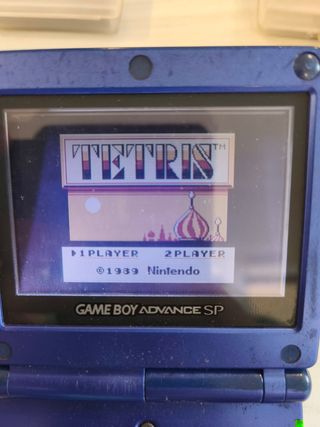 TETRIS™
▶1PLAYER 2PLAYER
©1989 Nintendo
GAME BOY ADVANCE SP